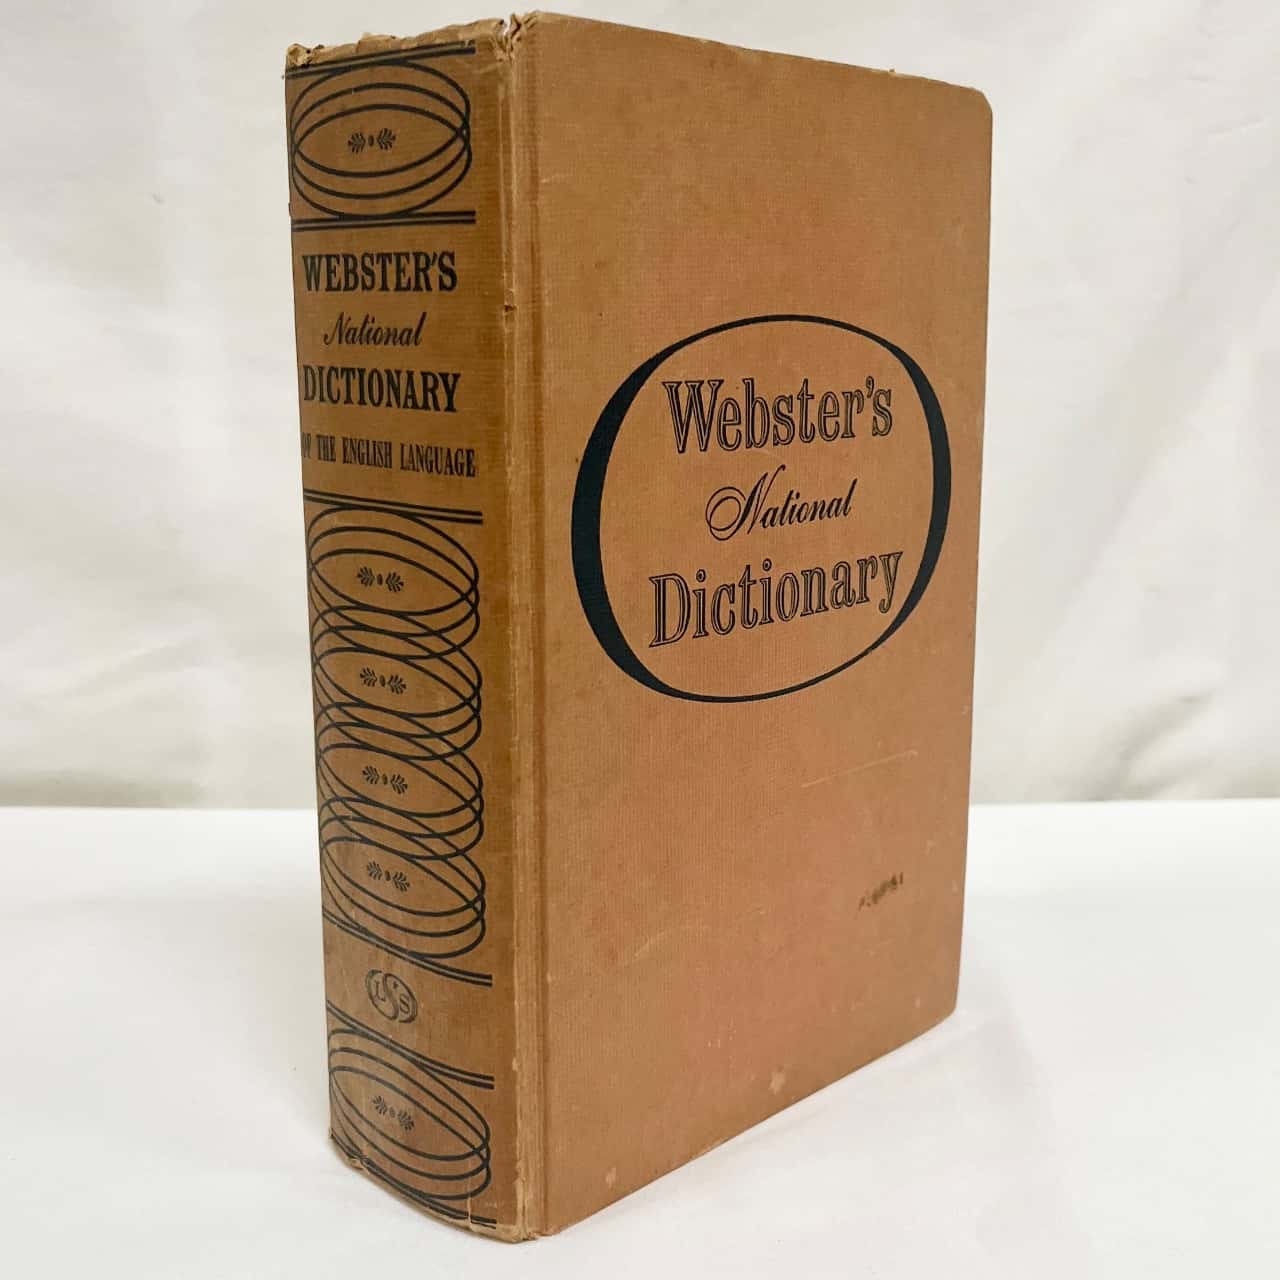 WEBSTER'S
National
DICTIONARY
OF THE ENGLISH LANGUAGE
L S
Webster's
National
Dictionary